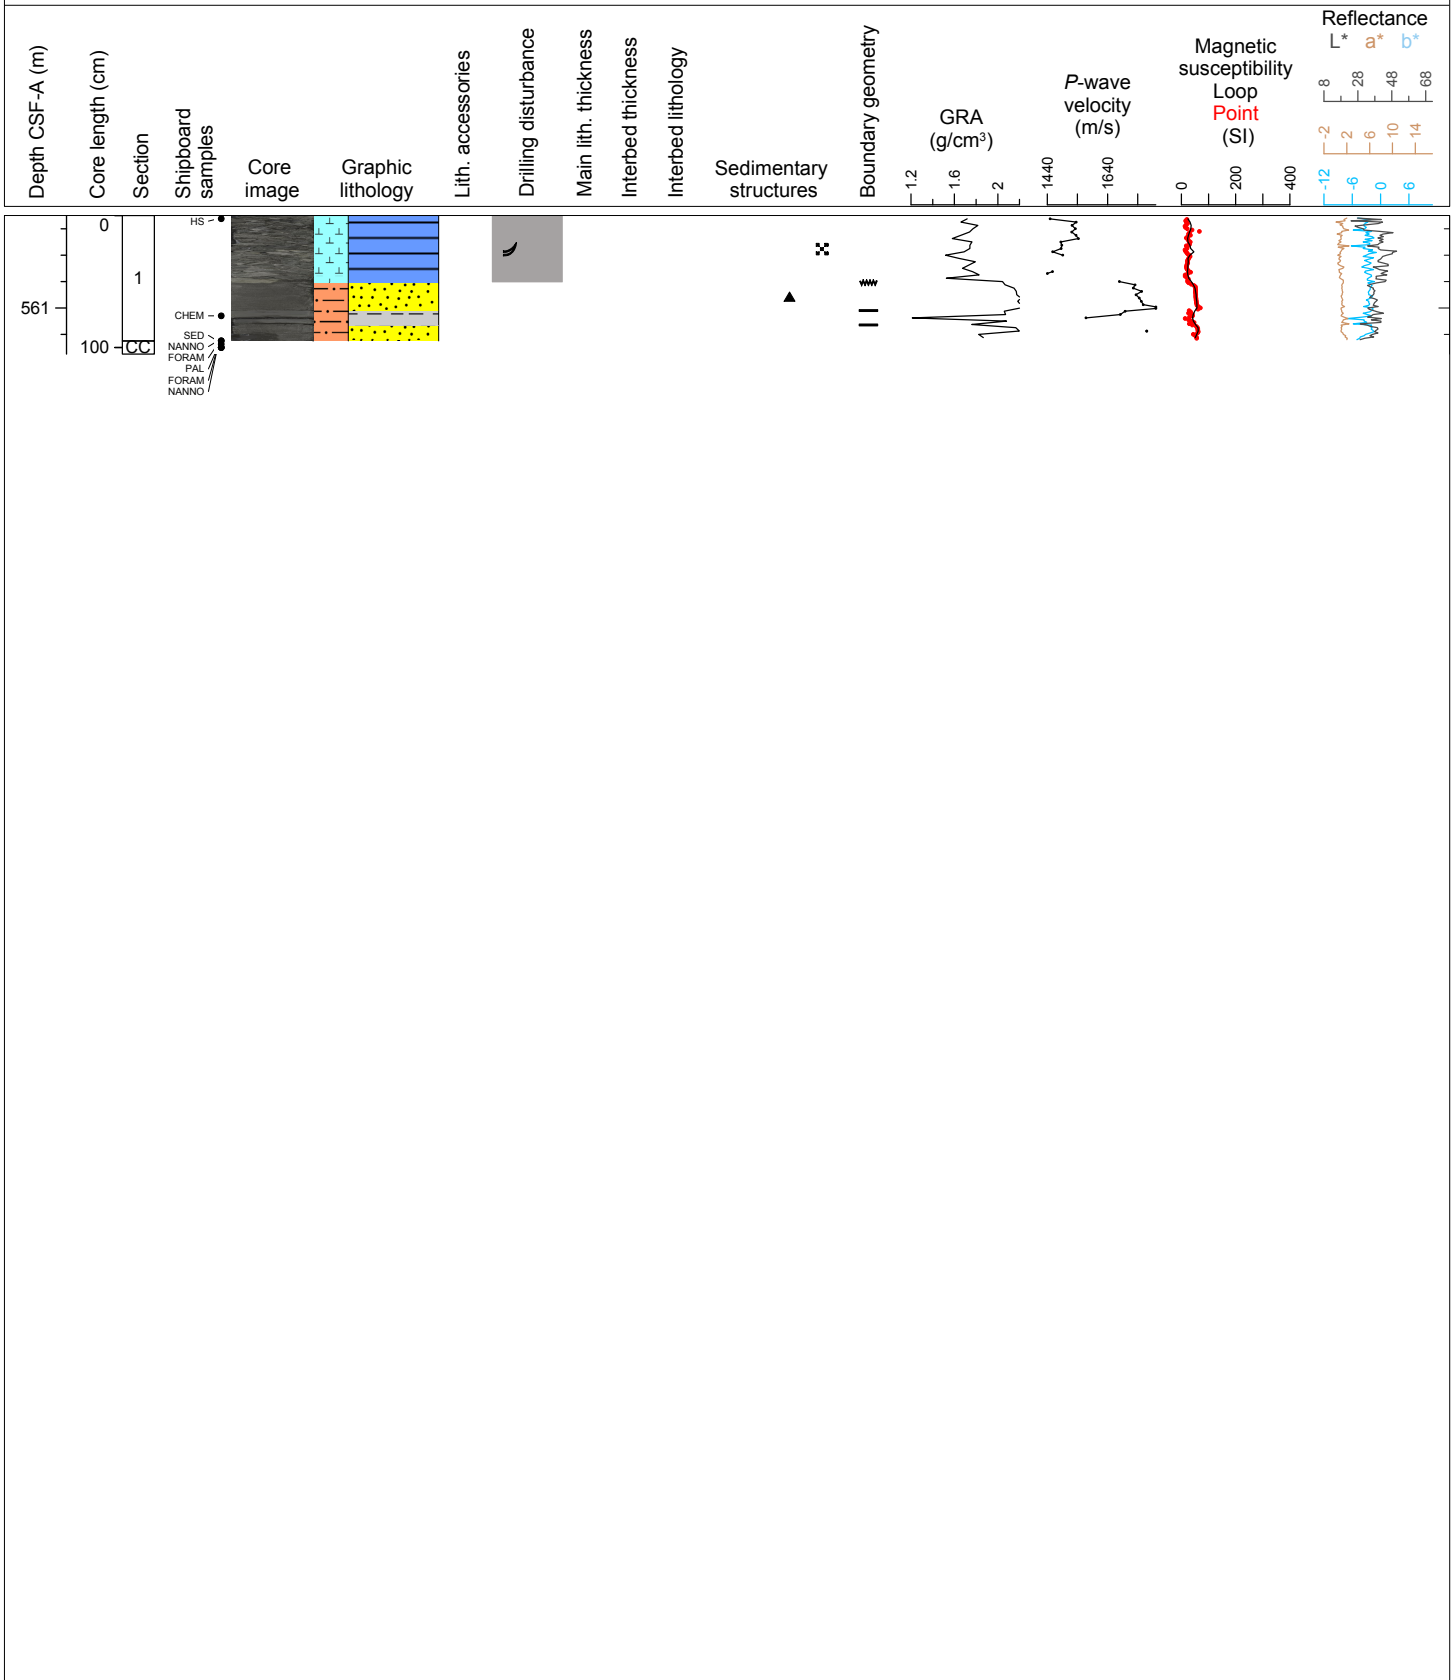 Depth CSF-A (m)
Core length (cm)
Section
Shipboard
samples
Core
image
Graphic
lithology
Lith. accessories
Drilling disturbance
Main lith. thickness
Interbed thickness
Interbed lithology
Sedimentary
structures
Boundary geometry
GRA
(g/cm³)
1.2
1.6
2
P-wave
velocity
(m/s)
1440
1640
Magnetic
susceptibility
Loop
Point
(SI)
0
200
400
Reflectance
L* a* b*
8
28
48
68
-2
2
6
10
14
-12
-6
0
6
561
0
100
1
CC
HS
CHEM
SED
NANNO
FORAM
PAL
FORAM
NANNO